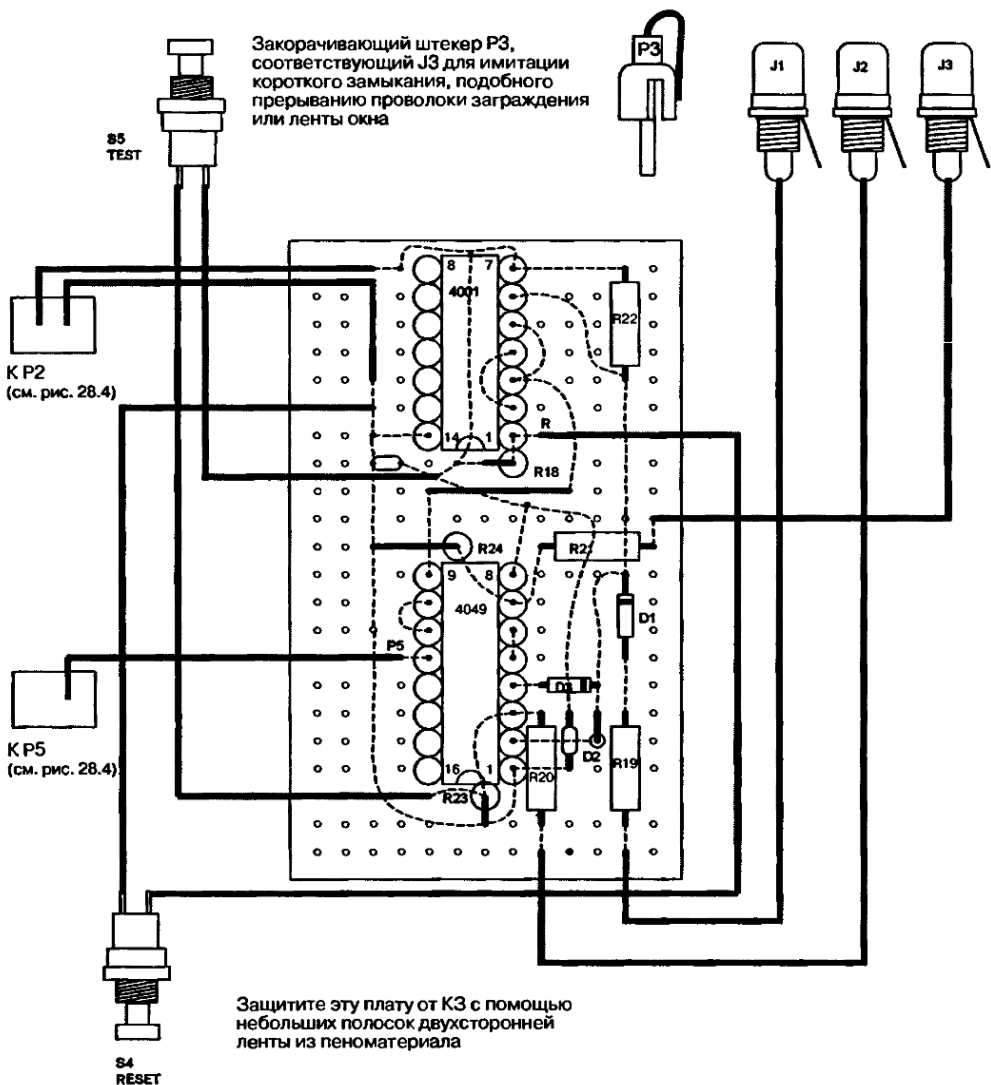 Закорачивающий штекер P3,
соответствующий J3 для имитации
короткого замыкания, подобного
прерыванию проволоки заграждения
или ленты окна
P3
J1
J2
J3
S5
TEST
8 7
4001
R22
К P2
(см. рис. 28.4)
14 1
R
R18
R24
R21
9 8
4049
D1
P5
D3
К P5
(см. рис. 28.4)
D2
16 1
R23
R20
R19
S4
RESET
Защитите эту плату от КЗ с помощью
небольших полосок двухсторонней
ленты из пеноматериала